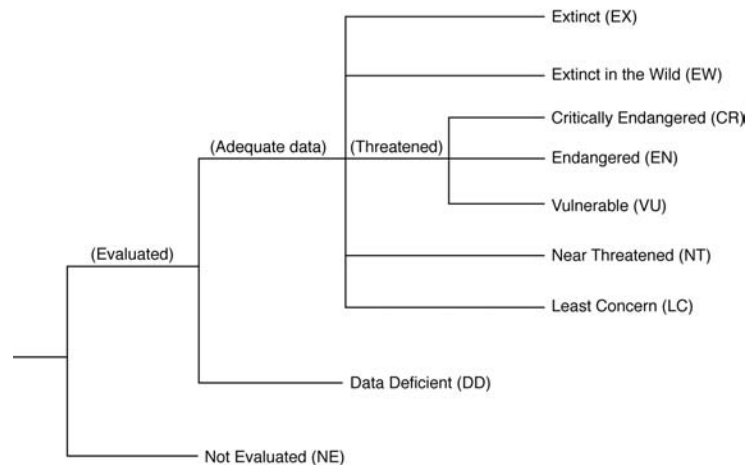 Extinct (EX)
Extinct in the Wild (EW)
Critically Endangered (CR)
(Adequate data)
(Threatened)
Endangered (EN)
Vulnerable (VU)
(Evaluated)
Near Threatened (NT)
Least Concern (LC)
Data Deficient (DD)
Not Evaluated (NE)